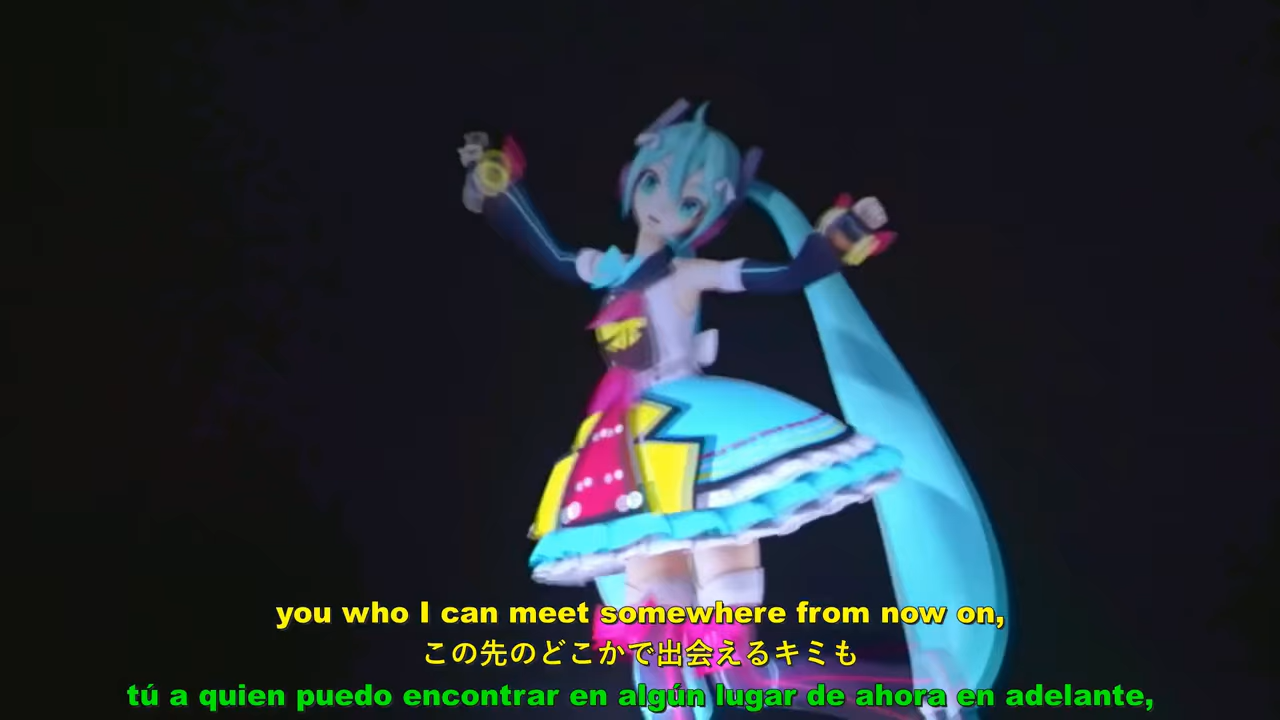 you who I can meet somewhere from now on,
この先のどこかで出会えるキミも
tú a quien puedo encontrar en algún lugar de ahora en adelante,